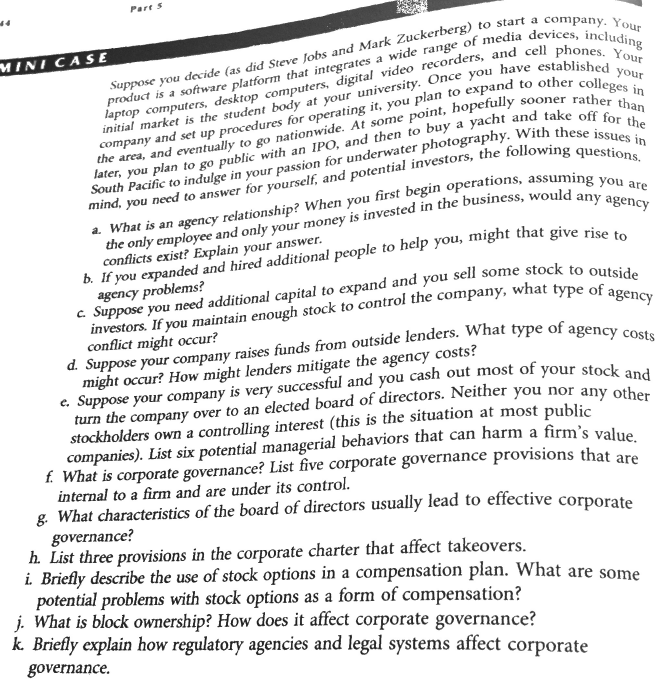 44
Part 5
MINI CASE
Suppose you decide (as did Steve Jobs and Mark Zuckerberg) to start a company. Your
product is a software platform that integrates a wide range of media devices, including
laptop computers, desktop computers, digital video recorders, and cell phones. Your
initial market is the student body at your university. Once you have established your
company and set up procedures for operating it, you plan to expand to other colleges in
the area, and eventually to go nationwide. At some point, hopefully sooner rather than
later, you plan to go public with an IPO, and then to buy a yacht and take off for the
South Pacific to indulge in your passion for underwater photography. With these issues in
mind, you need to answer for yourself, and potential investors, the following questions.
a. What is an agency relationship? When you first begin operations, assuming you are
the only employee and only your money is invested in the business, would any agency
conflicts exist? Explain your answer.
b. If you expanded and hired additional people to help you, might that give rise to
agency problems?
c. Suppose you need additional capital to expand and you sell some stock to outside
investors. If you maintain enough stock to control the company, what type of agency
conflict might occur?
d. Suppose your company raises funds from outside lenders. What type of agency costs
might occur? How might lenders mitigate the agency costs?
e. Suppose your company is very successful and you cash out most of your stock and
turn the company over to an elected board of directors. Neither you nor any other
stockholders own a controlling interest (this is the situation at most public
companies). List six potential managerial behaviors that can harm a firm's value.
f. What is corporate governance? List five corporate governance provisions that are
internal to a firm and are under its control.
g. What characteristics of the board of directors usually lead to effective corporate
governance?
h. List three provisions in the corporate charter that affect takeovers.
i. Briefly describe the use of stock options in a compensation plan. What are some
potential problems with stock options as a form of compensation?
j. What is block ownership? How does it affect corporate governance?
k. Briefly explain how regulatory agencies and legal systems affect corporate
governance.